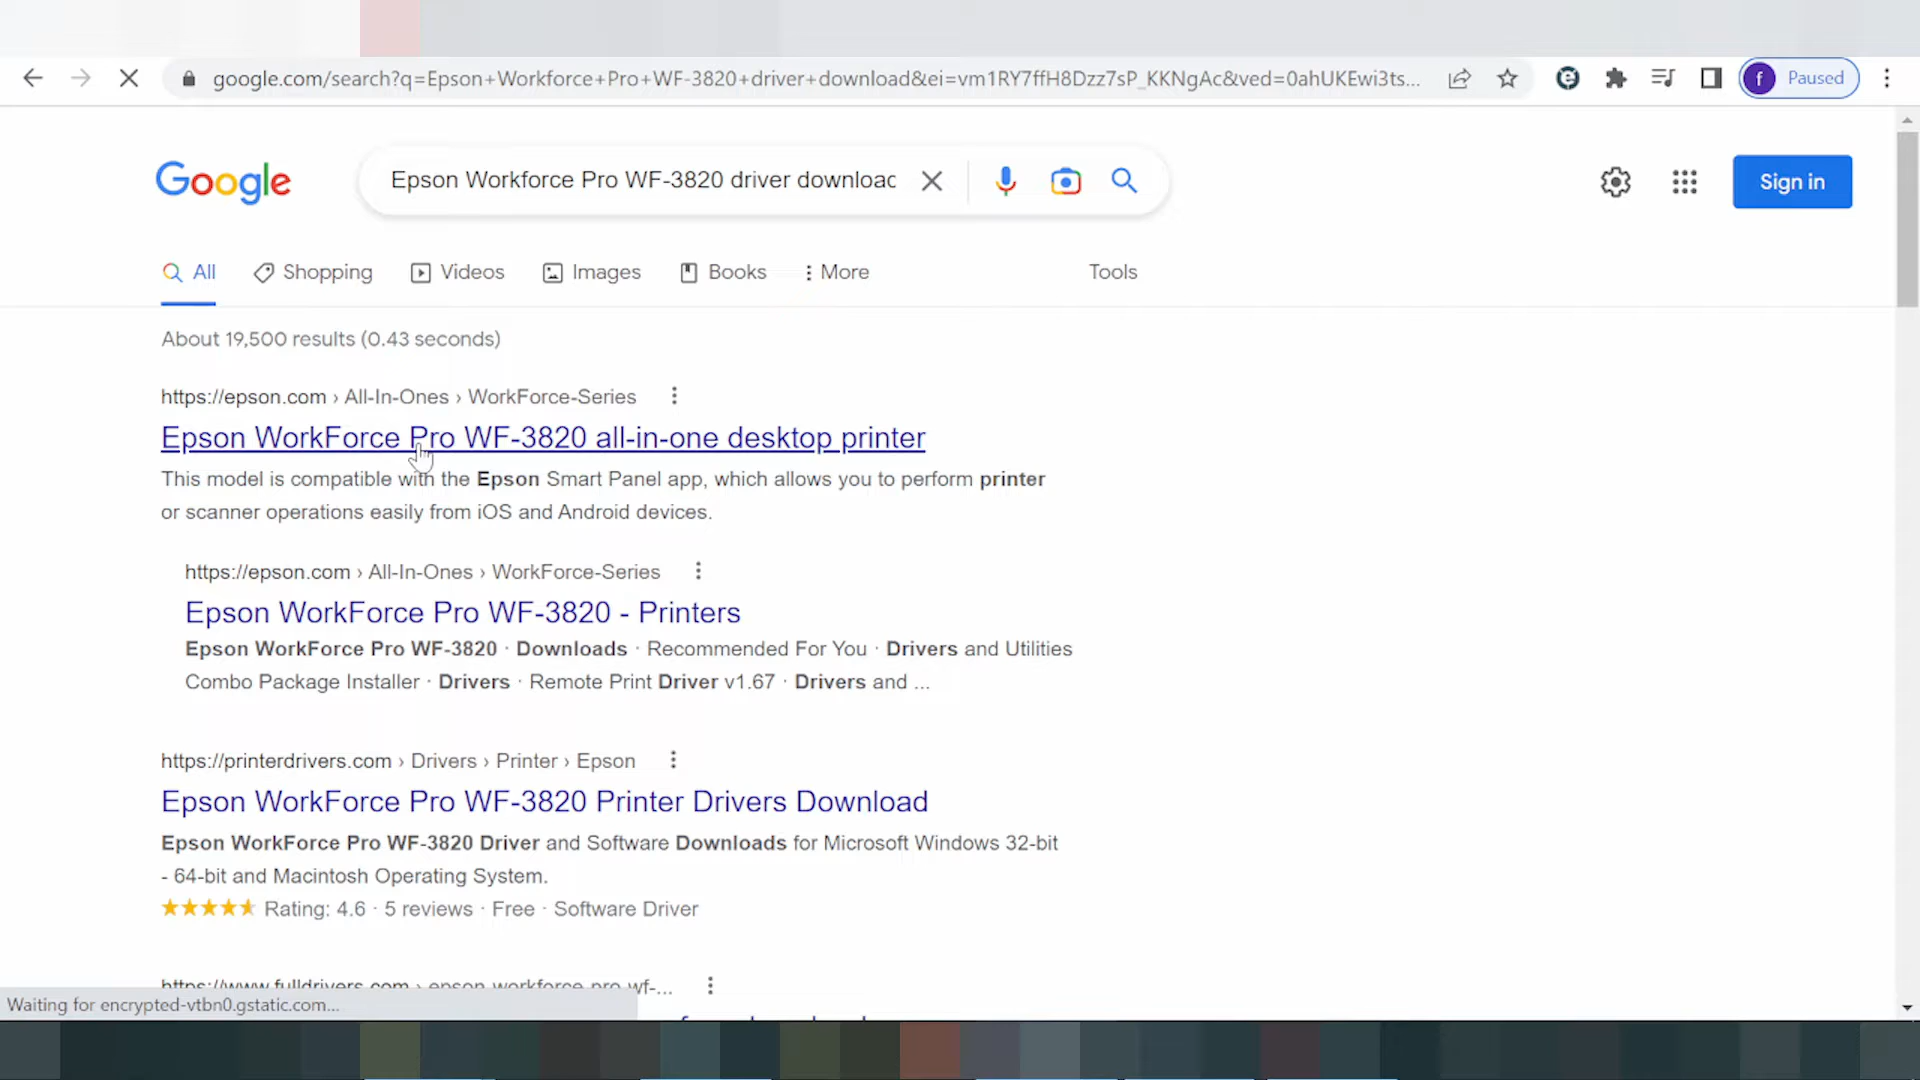 google.com/search?q=Epson+Workforce+Pro+WF-3820+driver+download&ei=vm1RY7ffH8Dzz7sP_KKNgAc&ved=0ahUKEwi3ts...
f Paused
Google
Epson Workforce Pro WF-3820 driver downloac
Sign in
All
Shopping
Videos
Images
Books
More
Tools
About 19,500 results (0.43 seconds)
https://epson.com › All-In-Ones › WorkForce-Series
Epson WorkForce Pro WF-3820 all-in-one desktop printer
This model is compatible with the Epson Smart Panel app, which allows you to perform printer
or scanner operations easily from iOS and Android devices.
https://epson.com › All-In-Ones › WorkForce-Series
Epson WorkForce Pro WF-3820 - Printers
Epson WorkForce Pro WF-3820 · Downloads · Recommended For You · Drivers and Utilities
Combo Package Installer · Drivers · Remote Print Driver v1.67 · Drivers and ...
https://printerdrivers.com › Drivers › Printer › Epson
Epson WorkForce Pro WF-3820 Printer Drivers Download
Epson WorkForce Pro WF-3820 Driver and Software Downloads for Microsoft Windows 32-bit
- 64-bit and Macintosh Operating System.
Rating: 4.6 · 5 reviews · Free · Software Driver
https://www.fulldrivers.com › epson-workforce-pro-wf-...
Waiting for encrypted-vtbn0.gstatic.com...